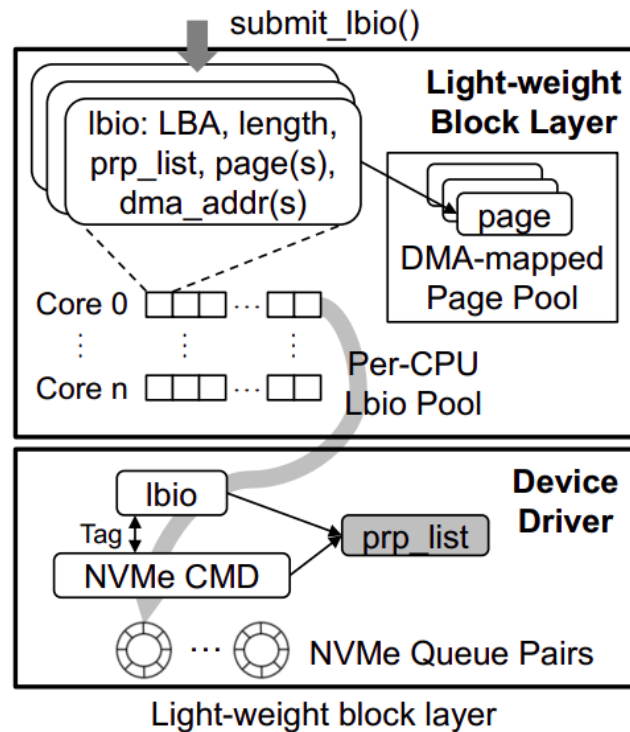 submit_lbio()
Light-weight
Block Layer
lbio: LBA, length,
prp_list, page(s),
dma_addr(s)
page
DMA-mapped
Page Pool
Core 0
...
Core n
...
Per-CPU
Lbio Pool
Device
Driver
lbio
Tag
NVMe CMD
prp_list
... NVMe Queue Pairs
Light-weight block layer